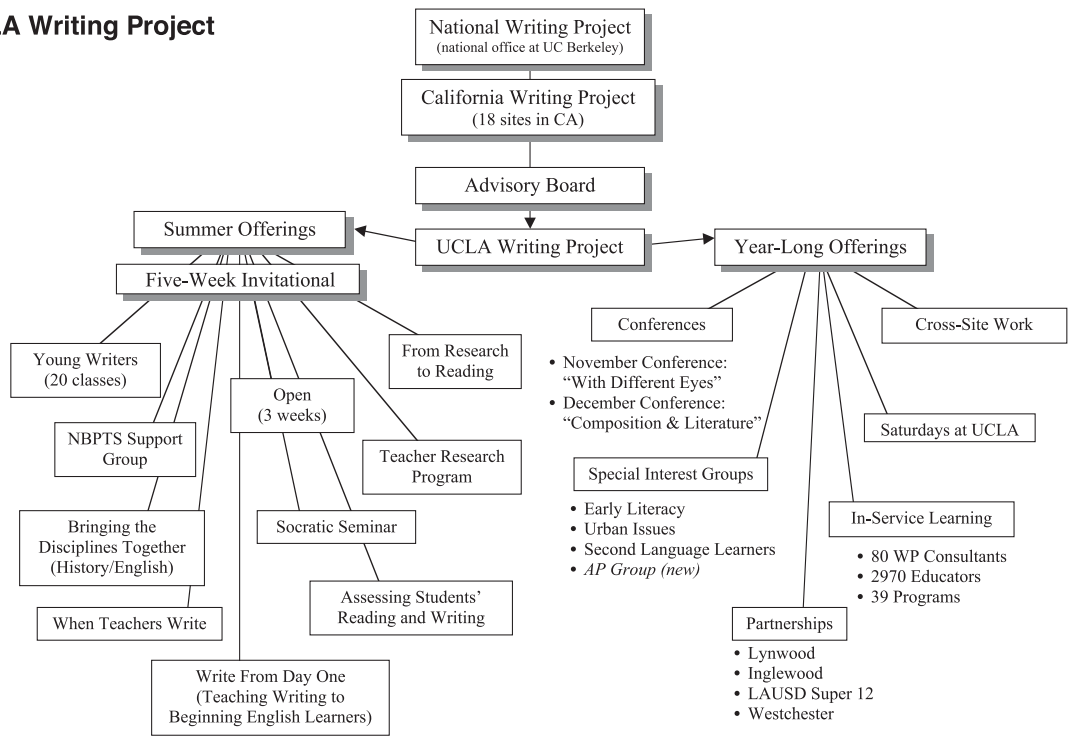 LA Writing Project
National Writing Project
(national office at UC Berkeley)
California Writing Project
(18 sites in CA)
Advisory Board
UCLA Writing Project
Summer Offerings
Five-Week Invitational
Young Writers
(20 classes)
NBPTS Support
Group
Bringing the
Disciplines Together
(History/English)
When Teachers Write
Write From Day One
(Teaching Writing to
Beginning English Learners)
Open
(3 weeks)
Socratic Seminar
Assessing Students’
Reading and Writing
Teacher Research
Program
From Research
to Reading
Year-Long Offerings
Conferences
• November Conference:
“With Different Eyes”
• December Conference:
“Composition & Literature”
Special Interest Groups
• Early Literacy
• Urban Issues
• Second Language Learners
• AP Group (new)
Partnerships
• Lynwood
• Inglewood
• LAUSD Super 12
• Westchester
In-Service Learning
• 80 WP Consultants
• 2970 Educators
• 39 Programs
Saturdays at UCLA
Cross-Site Work